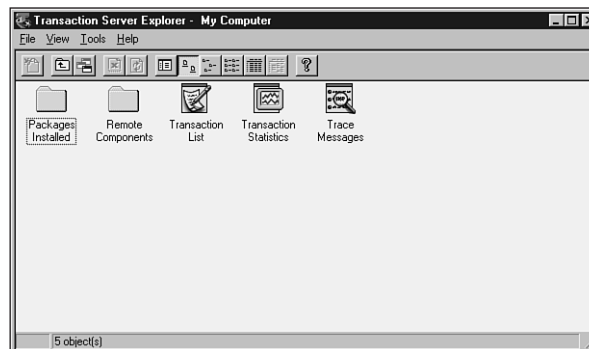 Transaction Server Explorer - My Computer
File View Tools Help
Packages Installed
Remote Components
Transaction List
Transaction Statistics
Trace Messages
5 object(s)